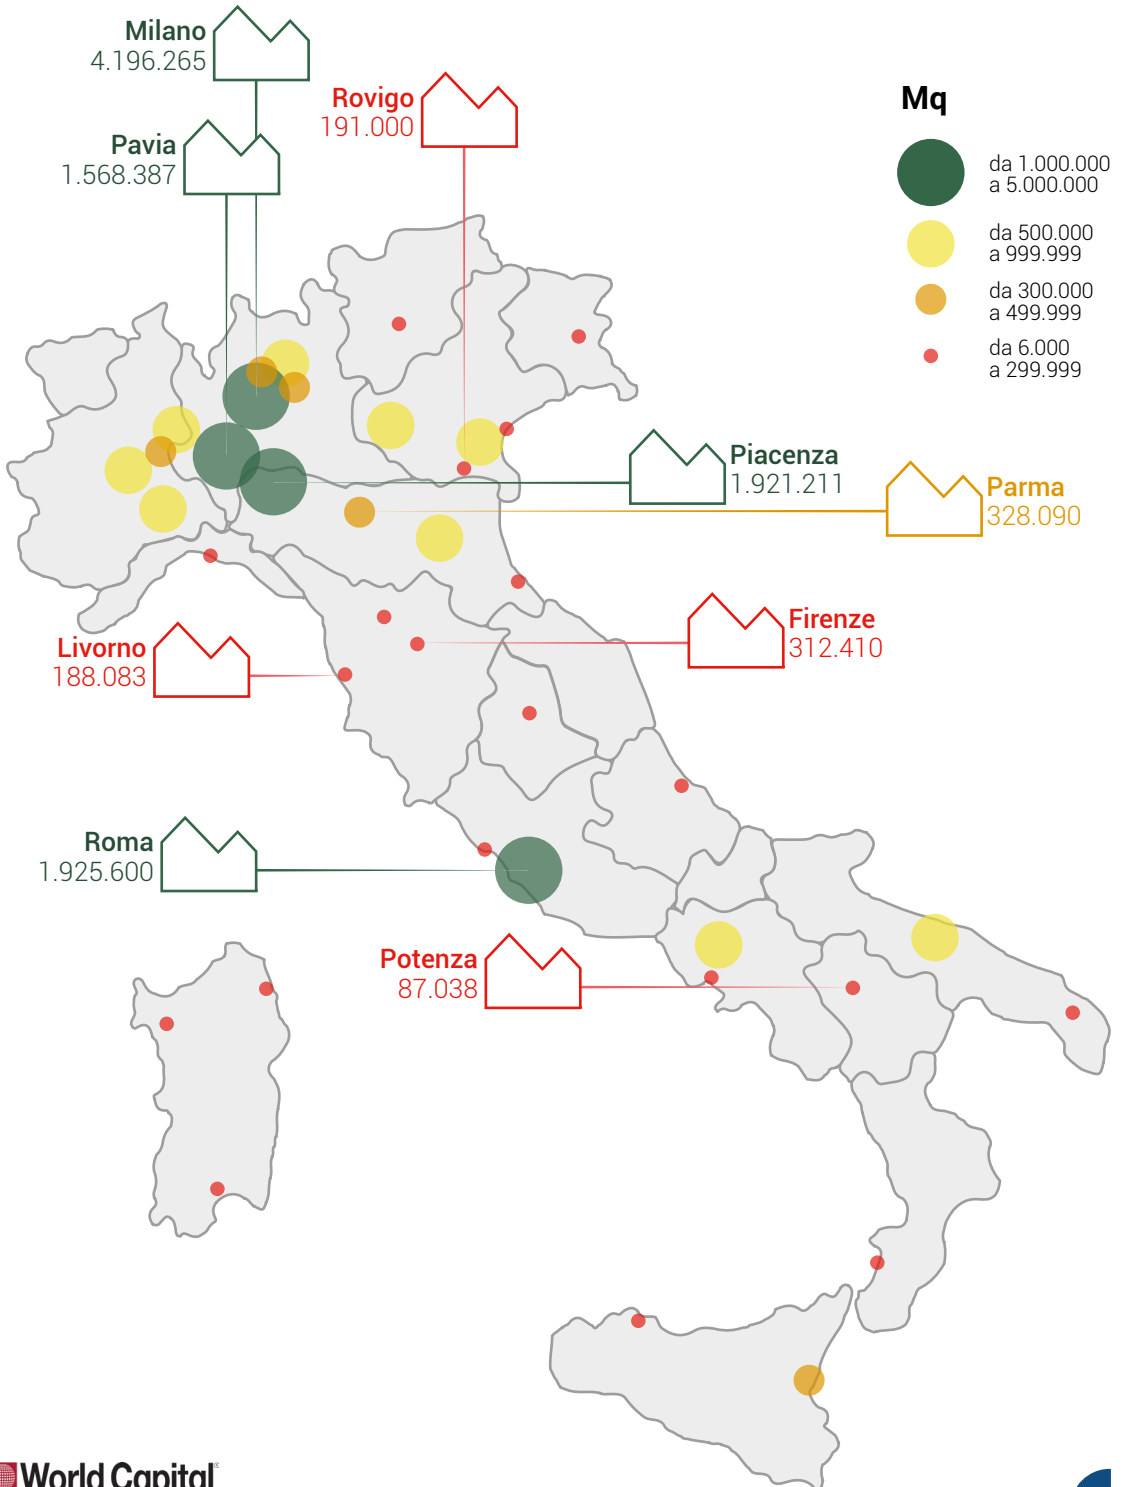 Milano
4.196.265
Pavia
1.568.387
Rovigo
191.000
Mq
da 1.000.000
a 5.000.000
da 500.000
a 999.999
da 300.000
a 499.999
da 6.000
a 299.999
Piacenza
1.921.211
Parma
328.090
Firenze
312.410
Livorno
188.083
Roma
1.925.600
Potenza
87.038
World Capital